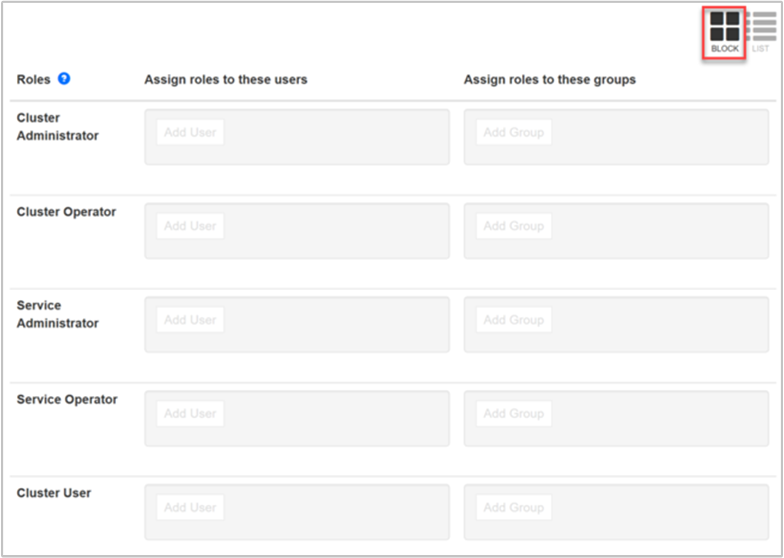 BLOCK LIST
Roles ? Assign roles to these users Assign roles to these groups
Cluster
Administrator
Add User Add Group
Cluster Operator
Add User Add Group
Service
Administrator
Add User Add Group
Service Operator
Add User Add Group
Cluster User
Add User Add Group